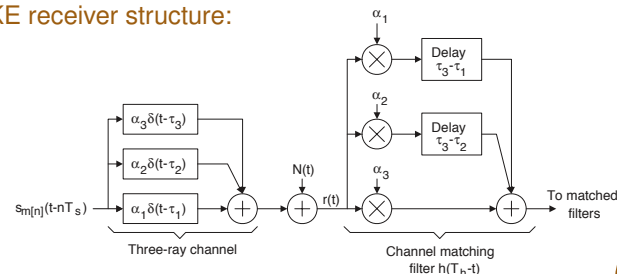 KE receiver structure:
α1
Delay
τ3-τ1
α2
Delay
τ3-τ2
α3
α3δ(t-τ3)
α2δ(t-τ2)
α1δ(t-τ1)
N(t)
r(t)
sm[n](t-nTs)
To matched
filters
Three-ray channel
Channel matching
filter h(Th-t)